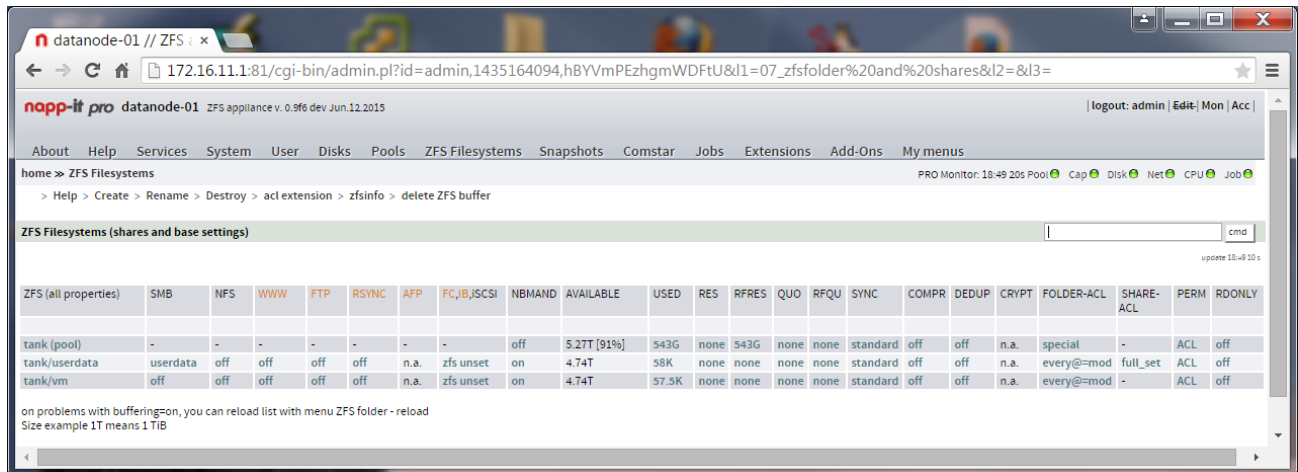 datanode-01 // ZFS a
172.16.11.1:81/cgi-bin/admin.pl?id=admin,1435164094,hBYVmPEzhgmWDFtU&l1=07_zfsfolder%20and%20shares&l2=&l3=
napp-it pro datanode-01 ZFS appliance v. 0.9f6 dev Jun.12.2015 | logout: admin | Edit | Mon | Acc |
About Help Services System User Disks Pools ZFS Filesystems Snapshots Comstar Jobs Extensions Add-Ons My menus
home >> ZFS Filesystems PRO Monitor: 18:49 20s Pool Cap Disk Net CPU Job
> Help > Create > Rename > Destroy > acl extension > zfsinfo > delete ZFS buffer
ZFS Filesystems (shares and base settings) cmd
update 18:49 10 s
ZFS (all properties) SMB NFS WWW FTP RSYNC AFP FC,IB,iSCSI NBMAND AVAILABLE USED RES RFRES QUO RFQU SYNC COMPR DEDUP CRYPT FOLDER-ACL SHARE-ACL PERM RDONLY
tank (pool) - - - - - - - off 5.27T [91%] 543G none 543G none none standard off off n.a. special - ACL off
tank/userdata userdata off off off off n.a. zfs unset on 4.74T 58K none none none none standard off off n.a. every@=mod full_set ACL off
tank/vm off off off off off n.a. zfs unset on 4.74T 57.5K none none none none standard off off n.a. every@=mod - ACL off
on problems with buffering=on, you can reload list with menu ZFS folder - reload
Size example 1T means 1 TiB